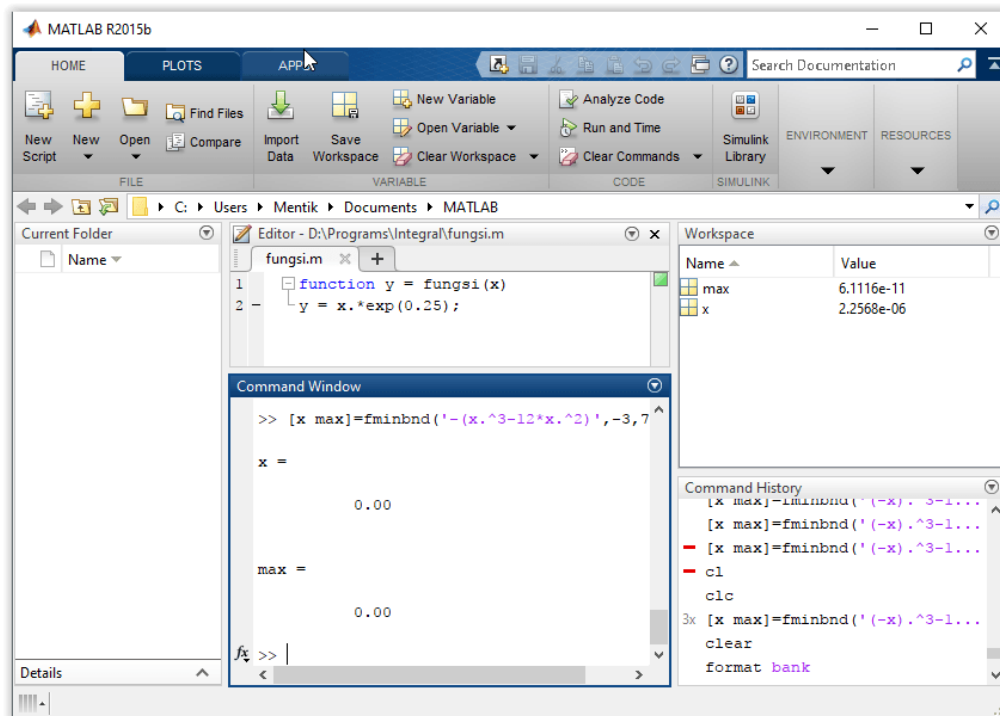 MATLAB R2015b
HOME PLOTS APPS Search Documentation
New Script New Open Find Files Compare Import Data Save Workspace New Variable Open Variable Clear Workspace Analyze Code Run and Time Clear Commands Simulink Library ENVIRONMENT RESOURCES
FILE VARIABLE CODE SIMULINK
C: Users Mentik Documents MATLAB
Current Folder
Name
Details
Editor - D:\Programs\Integral\fungsi.m
fungsi.m
1 function y = fungsi(x)
2 y = x.*exp(0.25);
Command Window
>> [x max]=fminbnd('-(x.^3-12*x.^2)',-3,7
x =
0.00
max =
0.00
fx >>
Workspace
Name Value
max 6.1116e-11
x 2.2568e-06
Command History
[x max]=fminbnd('(-x).^3-1...
[x max]=fminbnd('(-x).^3-1...
[x max]=fminbnd('(-x).^3-1...
cl
clc
3x [x max]=fminbnd('(-x).^3-1...
clear
format bank